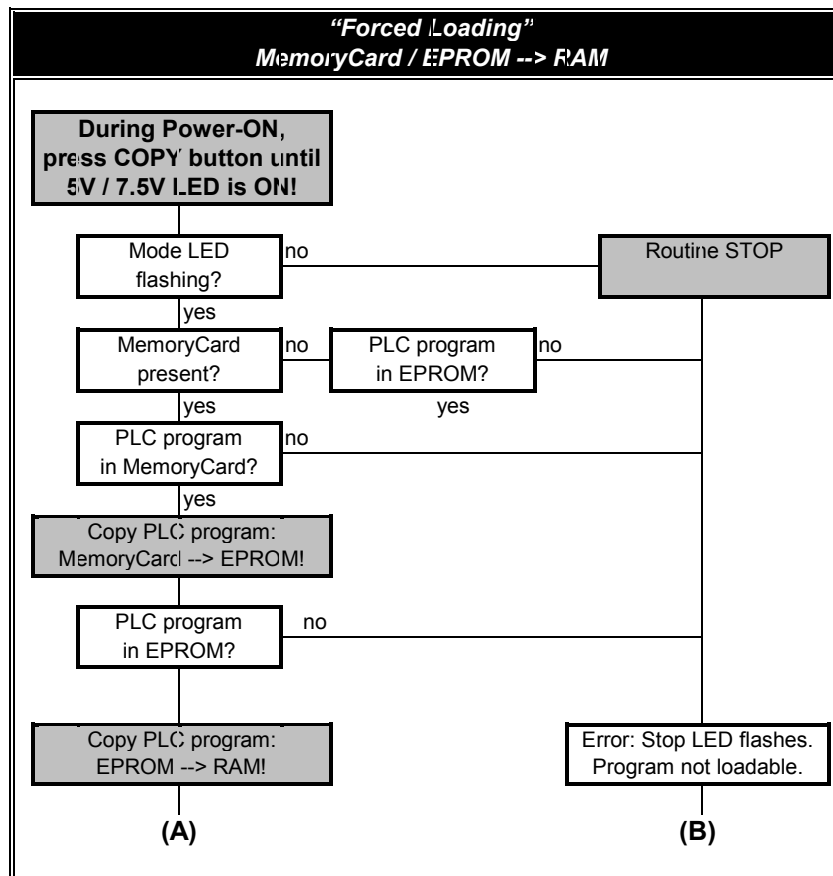 “Forced Loading”
MemoryCard / EPROM --> RAM
During Power-ON,
press COPY button until
5V / 7.5V LED is ON!
Mode LED
flashing?
no
Routine STOP
yes
MemoryCard
present?
no
PLC program
in EPROM?
no
yes
yes
PLC program
in MemoryCard?
no
yes
Copy PLC program:
MemoryCard --> EPROM!
PLC program
in EPROM?
no
Copy PLC program:
EPROM --> RAM!
Error: Stop LED flashes.
Program not loadable.
(A)
(B)